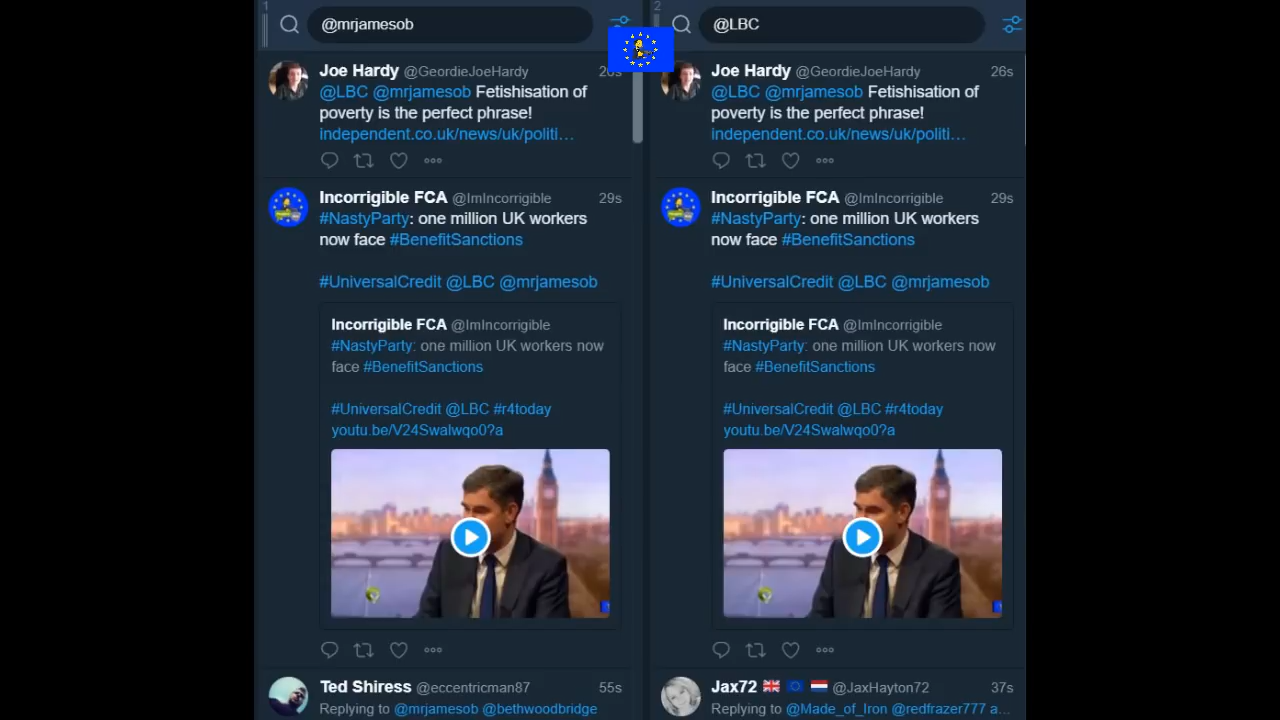 1
@mrjamesob
Joe Hardy @GeordieJoeHardy
@LBC @mrjamesob Fetishisation of
poverty is the perfect phrase!
independent.co.uk/news/uk/politi…
Incorrigible FCA @ImIncorrigible 29s
#NastyParty: one million UK workers
now face #BenefitSanctions
#UniversalCredit @LBC @mrjamesob
Incorrigible FCA @ImIncorrigible
#NastyParty: one million UK workers now
face #BenefitSanctions
#UniversalCredit @LBC #r4today
youtu.be/V24Swalwqo0?a
Ted Shiress @eccentricman87 55s
Replying to @mrjamesob @bethwoodbridge
2
@LBC
Joe Hardy @GeordieJoeHardy 26s
@LBC @mrjamesob Fetishisation of
poverty is the perfect phrase!
independent.co.uk/news/uk/politi…
Incorrigible FCA @ImIncorrigible 29s
#NastyParty: one million UK workers
now face #BenefitSanctions
#UniversalCredit @LBC @mrjamesob
Incorrigible FCA @ImIncorrigible
#NastyParty: one million UK workers now
face #BenefitSanctions
#UniversalCredit @LBC #r4today
youtu.be/V24Swalwqo0?a
Jax72 @JaxHayton72 37s
Replying to @Made_of_Iron @redfrazer777 a...